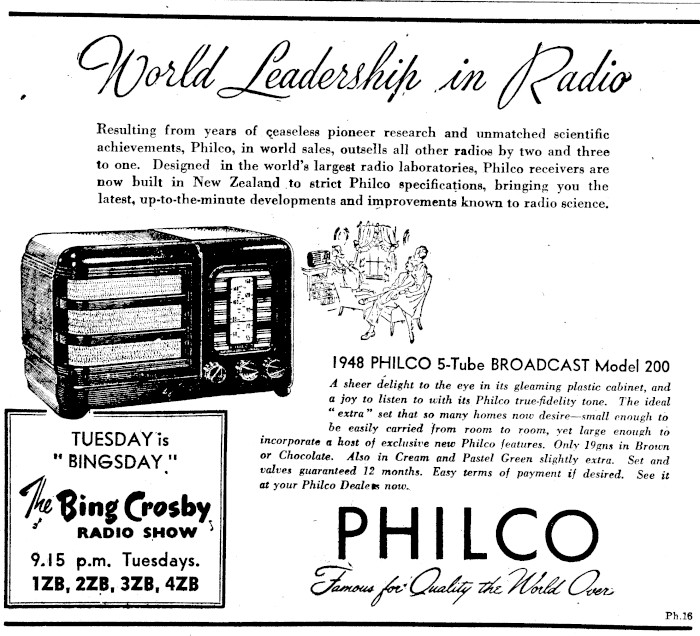 World Leadership in Radio
Resulting from years of ceaseless pioneer research and unmatched scientific
achievements, Philco, in world sales, outsells all other radios by two and three
to one. Designed in the world's largest radio laboratories, Philco receivers are
now built in New Zealand to strict Philco specifications, bringing you the
latest, up-to-the-minute developments and improvements known to radio science.
1948 PHILCO 5-Tube BROADCAST Model 200
A sheer delight to the eye in its gleaming plastic cabinet, and
a joy to listen to with its Philco true-fidelity tone. The ideal
"extra" set that so many homes now desire—small enough to
be easily carried from room to room, yet large enough to
incorporate a host of exclusive new Philco features. Only 19gns in Brown
or Chocolate. Also in Cream and Pastel Green slightly extra. Set and
valves guaranteed 12 months. Easy terms of payment if desired. See it
at your Philco Dealers now.
TUESDAY is
"BINGSDAY"
The Bing Crosby
RADIO SHOW
9.15 p.m. Tuesdays.
1ZB, 2ZB, 3ZB, 4ZB
PHILCO
Famous for Quality the World Over
Ph.16